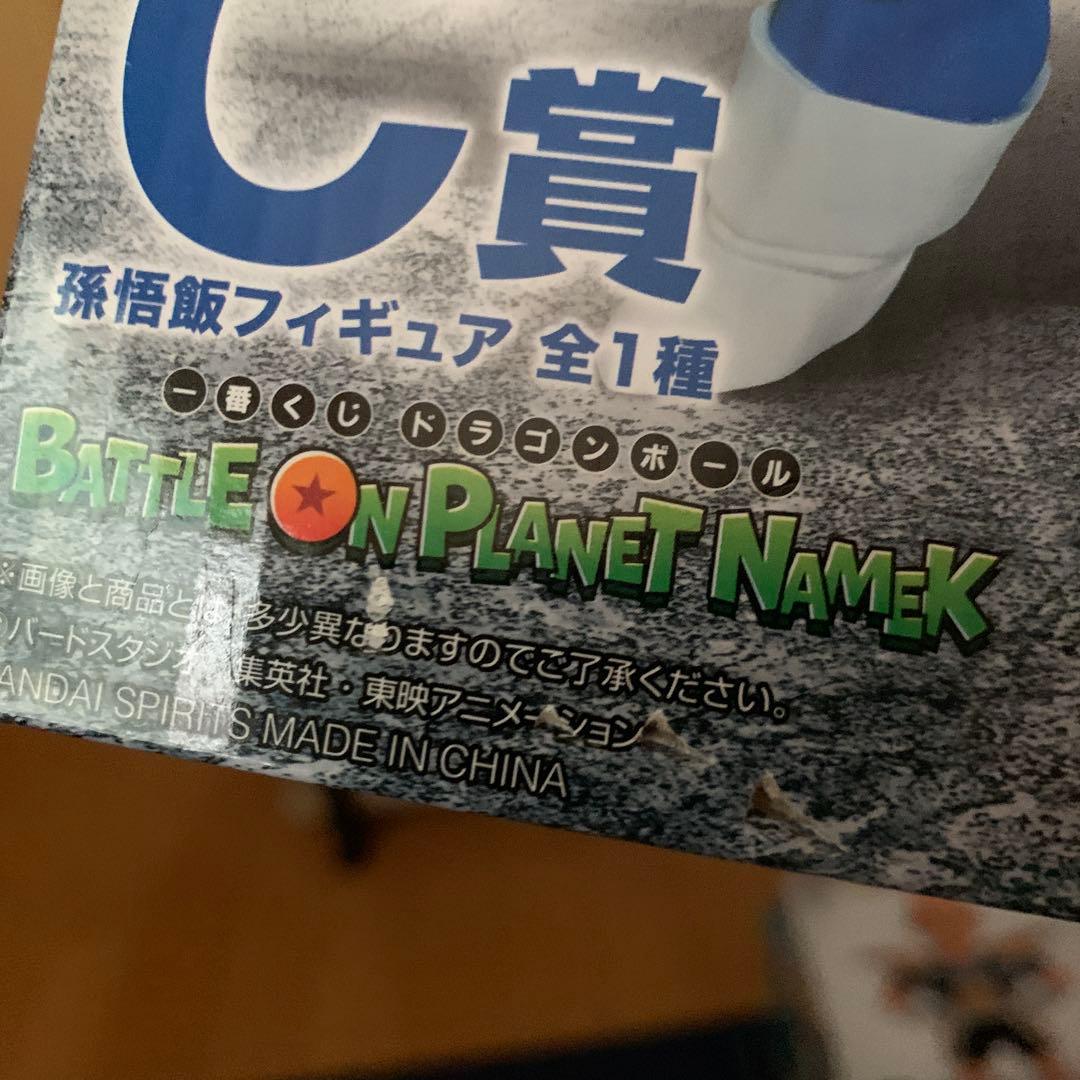 賞
孫悟飯フィギュア 全1種
一番くじ ドラゴンボール
BATTLE ON PLANET NAMEK
※画像と商品とは多少異なりますのでご了承ください。
バードスタジオ/集英社・東映アニメーション
ANDAI SPIRITS MADE IN CHINA